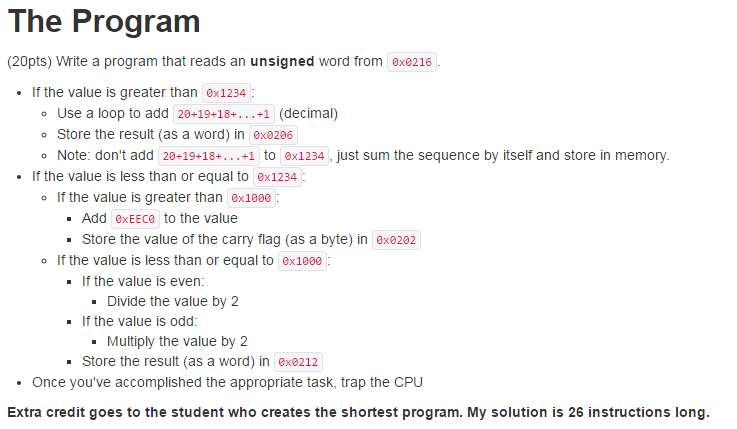 The Program
(20pts) Write a program that reads an unsigned word from 0x0216.
If the value is greater than 0x1234:
Use a loop to add 20+19+18+...+1 (decimal)
Store the result (as a word) in 0x0206
Note: don't add 20+19+18+...+1 to 0x1234, just sum the sequence by itself and store in memory.
If the value is less than or equal to 0x1234:
If the value is greater than 0x1000:
Add 0xEEC0 to the value
Store the value of the carry flag (as a byte) in 0x0202
If the value is less than or equal to 0x1000:
If the value is even:
Divide the value by 2
If the value is odd:
Multiply the value by 2
Store the result (as a word) in 0x0212
Once you've accomplished the appropriate task, trap the CPU
Extra credit goes to the student who creates the shortest program. My solution is 26 instructions long.